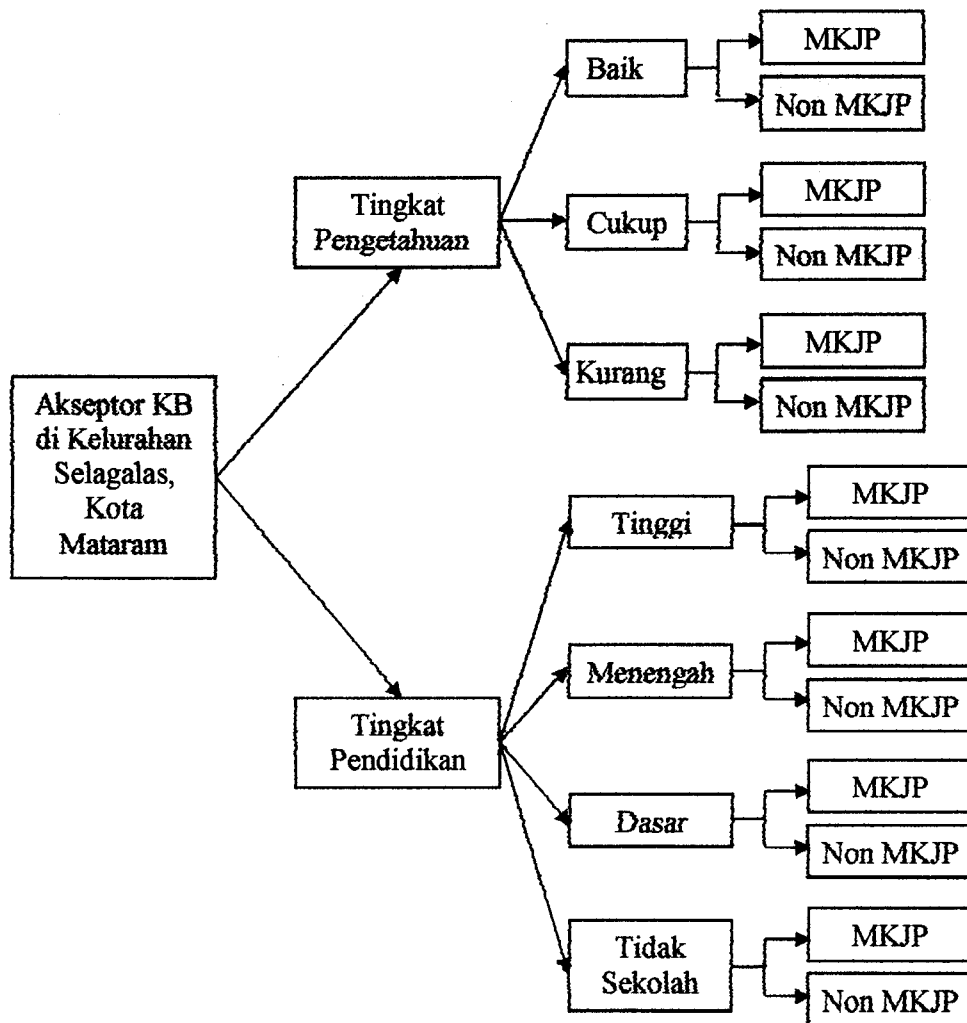 Akseptor KB
di Kelurahan
Selagalas,
Kota
Mataram
Tingkat
Pengetahuan
Baik
MKJP
Non MKJP
Cukup
MKJP
Non MKJP
Kurang
MKJP
Non MKJP
Tingkat
Pendidikan
Tinggi
MKJP
Non MKJP
Menengah
MKJP
Non MKJP
Dasar
MKJP
Non MKJP
Tidak
Sekolah
MKJP
Non MKJP